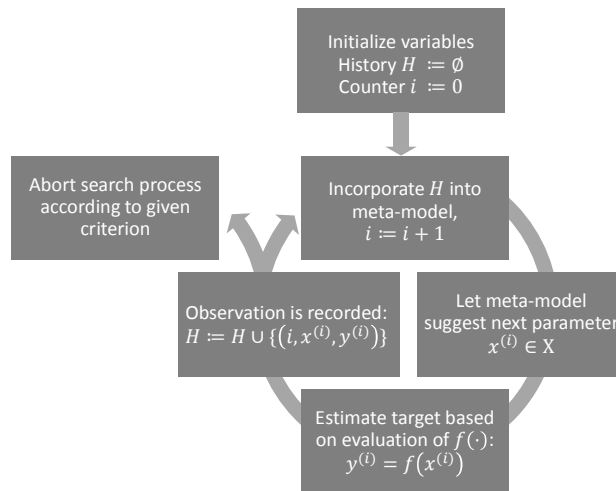 Initialize variables
History H := ∅
Counter i := 0
Abort search process
according to given
criterion
Incorporate H into
meta-model,
i ≔ i + 1
Observation is recorded:
H ≔ H ∪ {(i, x^(i), y^(i))}
Let meta-model
suggest next parameter
x^(i) ∈ X
Estimate target based
on evaluation of f(·):
y^(i) = f(x^(i))